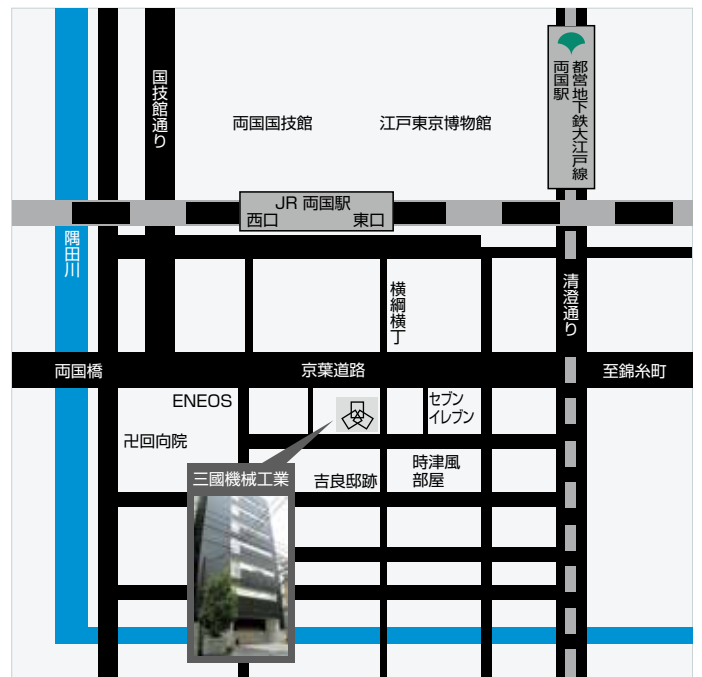 国技館通り
両国国技館
江戸東京博物館
都営地下鉄大江戸線
両国駅
JR 両国駅
西口
東口
隅田川
横綱横丁
清澄通り
両国橋
京葉道路
至錦糸町
ENEOS
セブン
イレブン
卍回向院
三國機械工業
吉良邸跡
時津風
部屋